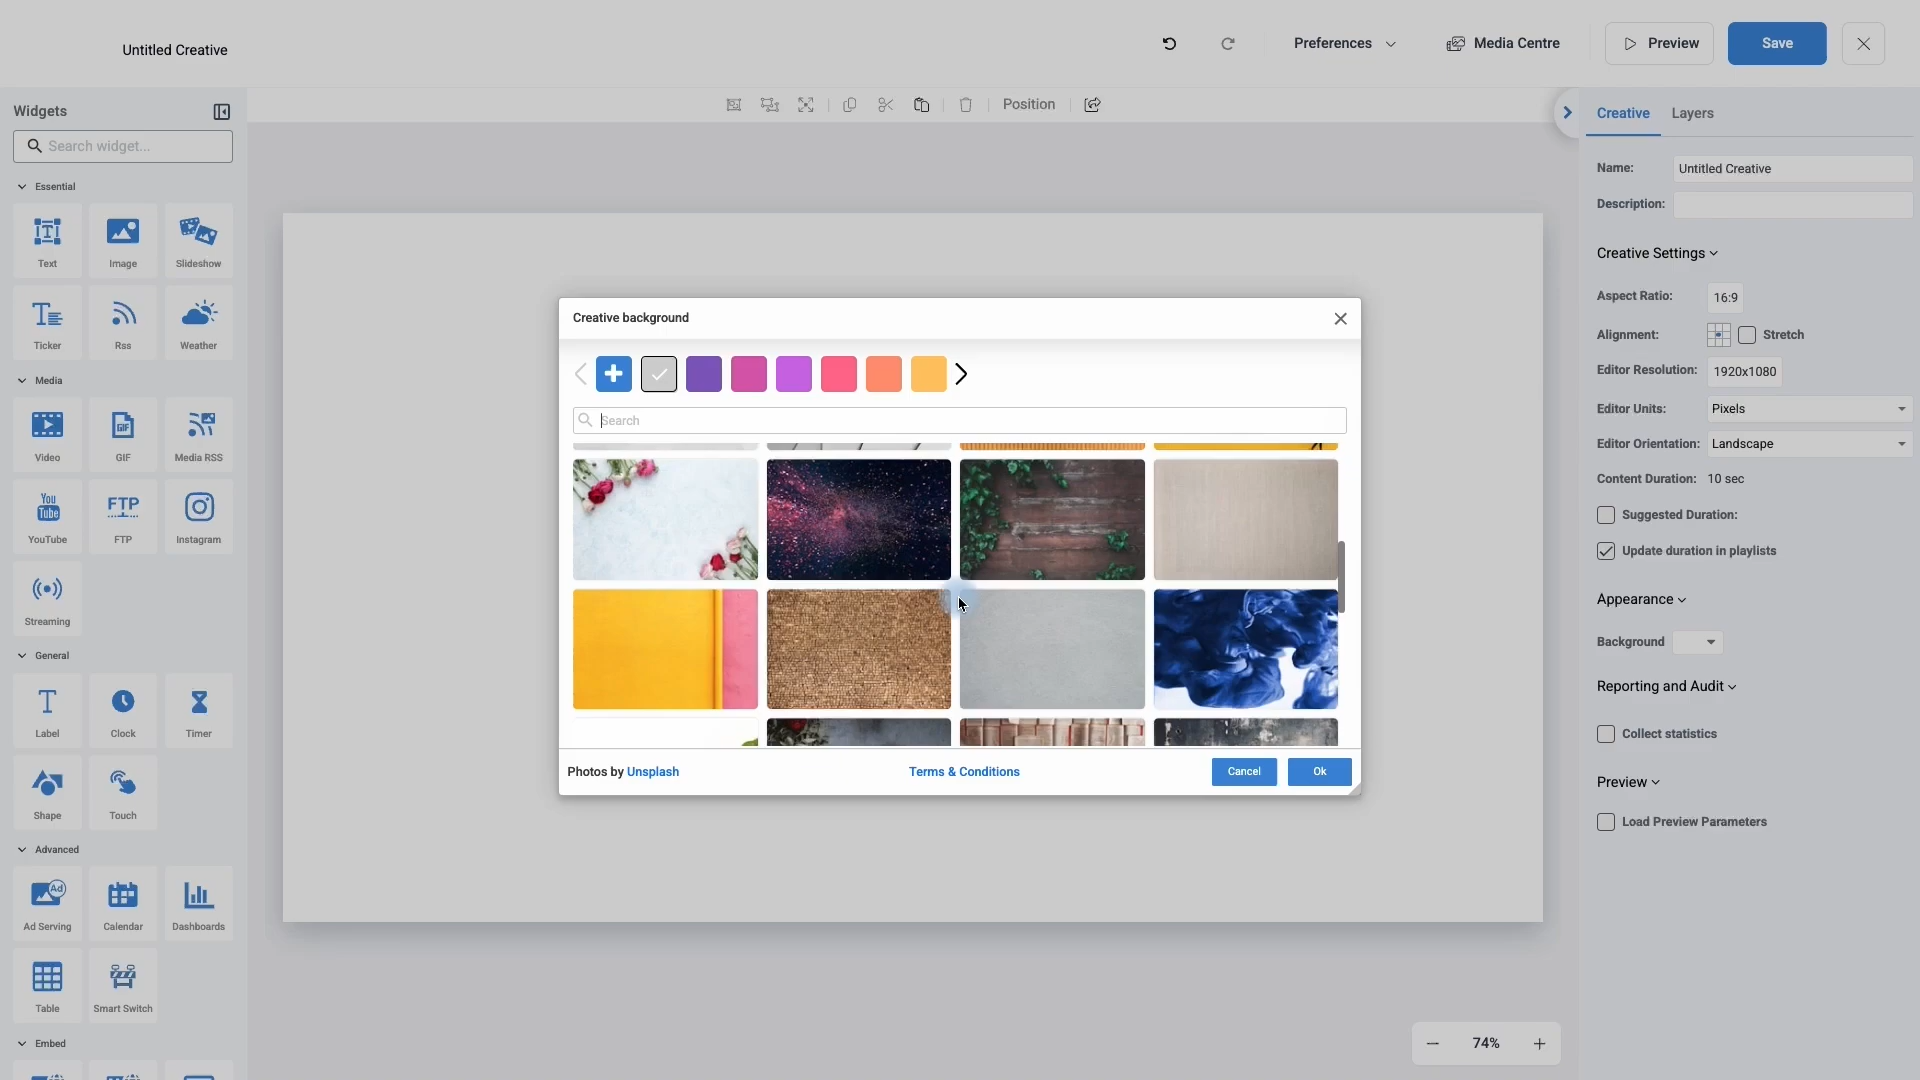 Untitled Creative
Preferences
Media Centre
Preview
Save
Widgets
Search widget...
Position
Creative
Layers
Essential
Text
Image
Slideshow
Ticker
Rss
Weather
Media
Video
GIF
GIF
Media RSS
You
Tube
YouTube
FTP
FTP
Instagram
Streaming
General
Label
Clock
Timer
Shape
Touch
Advanced
Ad
Ad Serving
Calendar
Dashboards
Table
Smart Switch
Embed
Creative background
Search
Photos by Unsplash
Terms & Conditions
Cancel
Ok
Name:
Untitled Creative
Description:
Creative Settings
Aspect Ratio:
16:9
Alignment:
Stretch
Editor Resolution:
1920x1080
Editor Units:
Pixels
Editor Orientation:
Landscape
Content Duration:
10 sec
Suggested Duration:
Update duration in playlists
Appearance
Background
Reporting and Audit
Collect statistics
Preview
Load Preview Parameters
74%